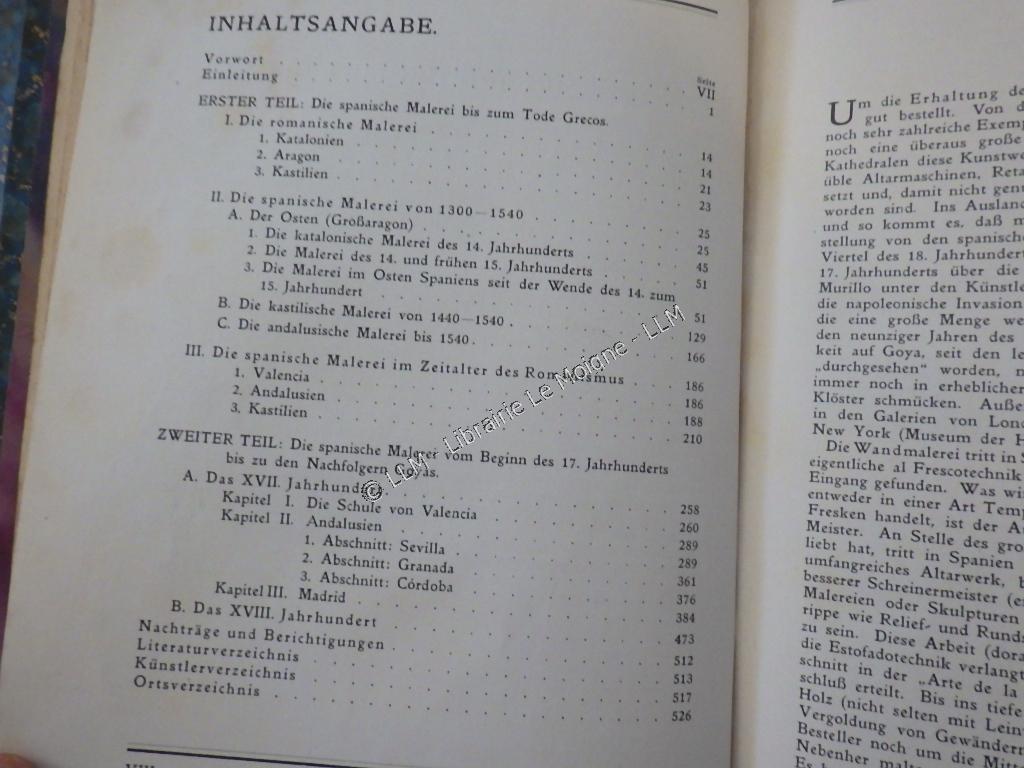 INHALTSANGABE.
Seite
Vorwort VII
Einleitung 1
ERSTER TEIL: Die spanische Malerei bis zum Tode Grecos.
I. Die romanische Malerei 14
1. Katalonien 14
2. Aragon 21
3. Kastilien 23
II. Die spanische Malerei von 1300—1540 25
A. Der Osten (Großaragon) 25
1. Die katalonische Malerei des 14. Jahrhunderts 45
2. Die Malerei des 14. und frühen 15. Jahrhunderts 51
3. Die Malerei im Osten Spaniens seit der Wende des 14. zum
15. Jahrhundert 51
B. Die kastilische Malerei von 1440—1540 129
C. Die andalusische Malerei bis 1540 166
III. Die spanische Malerei im Zeitalter des Romanismus 186
1. Valencia 186
2. Andalusien 188
3. Kastilien 210
ZWEITER TEIL: Die spanische Malerei vom Beginn des 17. Jahrhunderts
bis zu den Nachfolgern Goyas.
A. Das XVII. Jahrhundert 258
Kapitel I. Die Schule von Valencia 260
Kapitel II. Andalusien 289
1. Abschnitt: Sevilla 289
2. Abschnitt: Granada 361
3. Abschnitt: Córdoba 376
Kapitel III. Madrid 384
B. Das XVIII. Jahrhundert 473
Nachträge und Berichtigungen 512
Literaturverzeichnis 513
Künstlerverzeichnis 517
Ortsverzeichnis 526
© LLM - Librairie Le Moigne - LLM
Um die Erhaltung de
gut bestellt. Von d
noch sehr zahlreiche Exemp
noch eine überaus große
Kathedralen diese Kunstwe
üble Altarmaschinen, Reta
setzt und, damit nicht genu
worden sind. Ins Ausland
und so kommt es, daß m
stellung von den spanische
Viertel des 18. Jahrhundert
17. Jahrhunderts über die
Murillo unter den Künstle
die napoleonische Invasion
die eine große Menge we
den neunziger Jahren des
keit auf Goya, seit den le
„durchgesehen“ worden, n
immer noch in erheblicher
Klöster schmücken. Auße
in den Galerien von Lond
New York (Museum der H
Die Wandmalerei tritt in S
eigentliche al Frescotechnik
Eingang gefunden. Was wi
entweder in einer Art Temp
Fresken handelt, ist der A
Meister. An Stelle des gro
liebt hat, tritt in Spanien
umfangreiches Altarwerk, b
besserer Schreinermeister (e
Malereien oder Skulpturen
rippe wie Relief- und Runds
zu sein. Diese Arbeit (dora
die Estofadotechnik verlangt
schnitt in der „Arte de la
schluß erteilt. Bis ins tiefe
Holz (nicht selten mit Lein
Vergoldung von Gewändern
Besteller noch um die Mitt
Nebenher malte